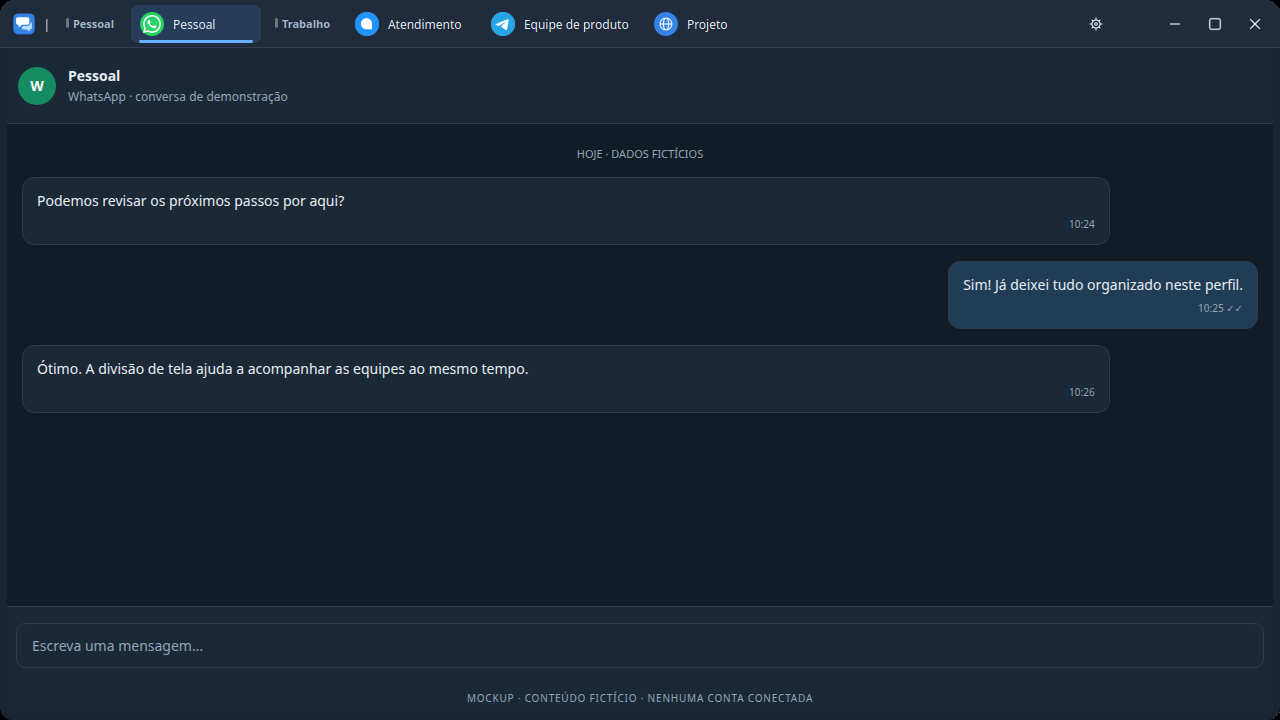 Pessoal
Pessoal
Trabalho
Atendimento
Equipe de produto
Projeto
W
Pessoal
WhatsApp · conversa de demonstração
HOJE · DADOS FICTÍCIOS
Podemos revisar os próximos passos por aqui?
10:24
Sim! Já deixei tudo organizado neste perfil.
10:25 ✓✓
Ótimo. A divisão de tela ajuda a acompanhar as equipes ao mesmo tempo.
10:26
Escreva uma mensagem...
MOCKUP · CONTEÚDO FICTÍCIO · NENHUMA CONTA CONECTADA